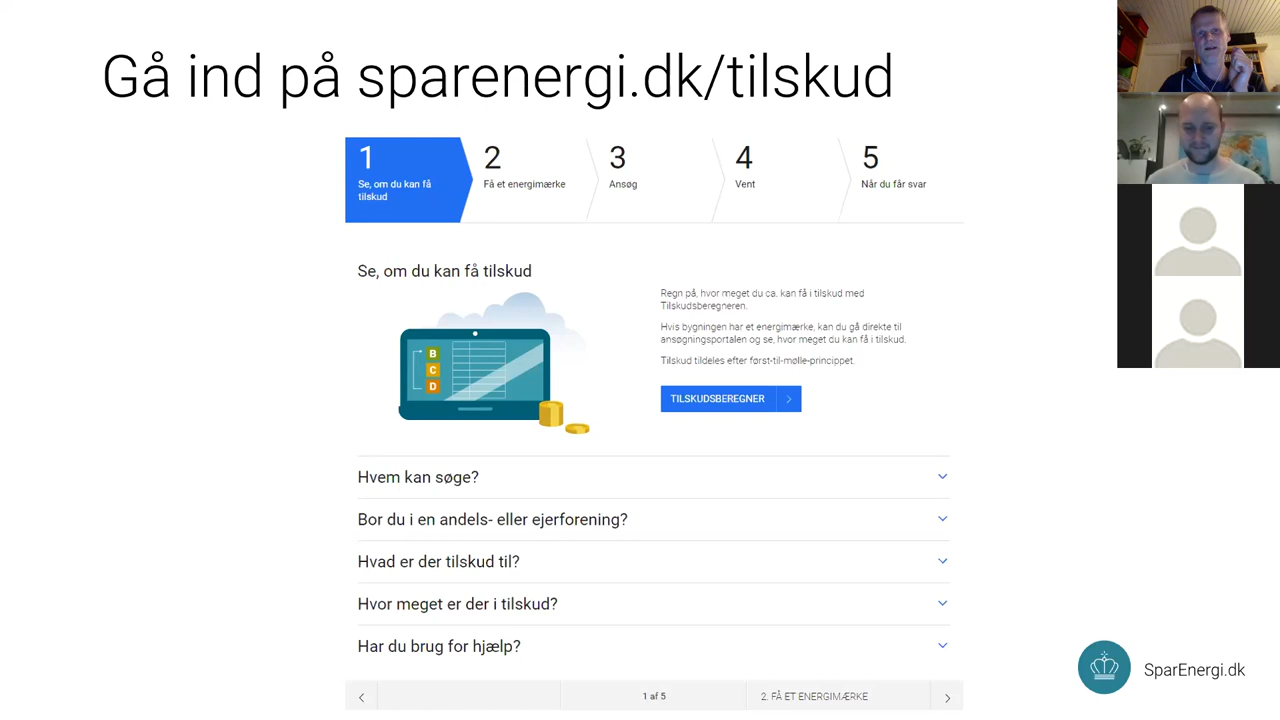 Gå ind på sparenergi.dk/tilskud
1
Se, om du kan få
tilskud
2
Få et energimærke
3
Ansøg
4
Vent
5
Når du får svar
Se, om du kan få tilskud
B
C
D
Regn på, hvor meget du ca. kan få i tilskud med
Tilskudsberegneren.
Hvis bygningen har et energimærke, kan du gå direkte til
ansøgningsportalen og se, hvor meget du kan få i tilskud.
Tilskud tildeles efter først-til-mølle-princippet.
TILSKUDSBEREGNER
Hvem kan søge?
Bor du i en andels- eller ejerforening?
Hvad er der tilskud til?
Hvor meget er der i tilskud?
Har du brug for hjælp?
1 af 5
2. FÅ ET ENERGIMÆRKE
SparEnergi.dk